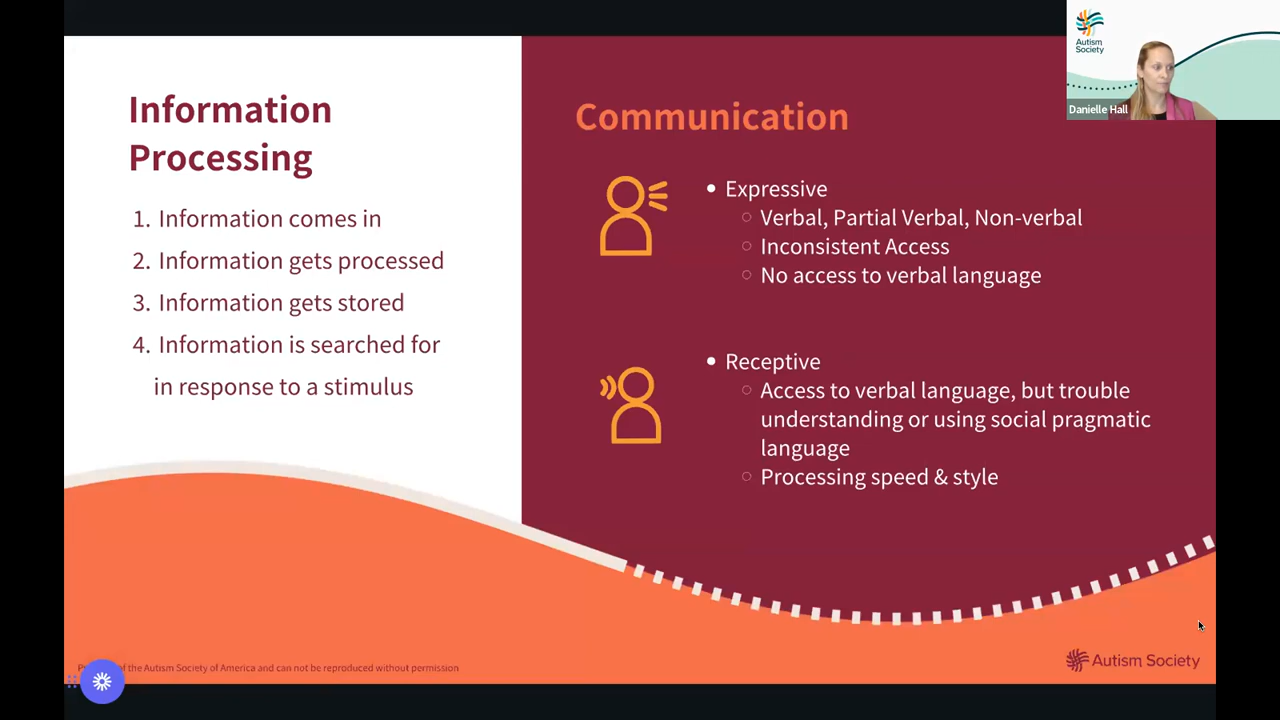 Information
Processing
1. Information comes in
2. Information gets processed
3. Information gets stored
4. Information is searched for
in response to a stimulus
Communication
• Expressive
○ Verbal, Partial Verbal, Non-verbal
○ Inconsistent Access
○ No access to verbal language
• Receptive
○ Access to verbal language, but trouble
understanding or using social pragmatic
language
○ Processing speed & style
Autism
Society
Danielle Hall
of the Autism Society of America and can not be reproduced without permission
Autism Society